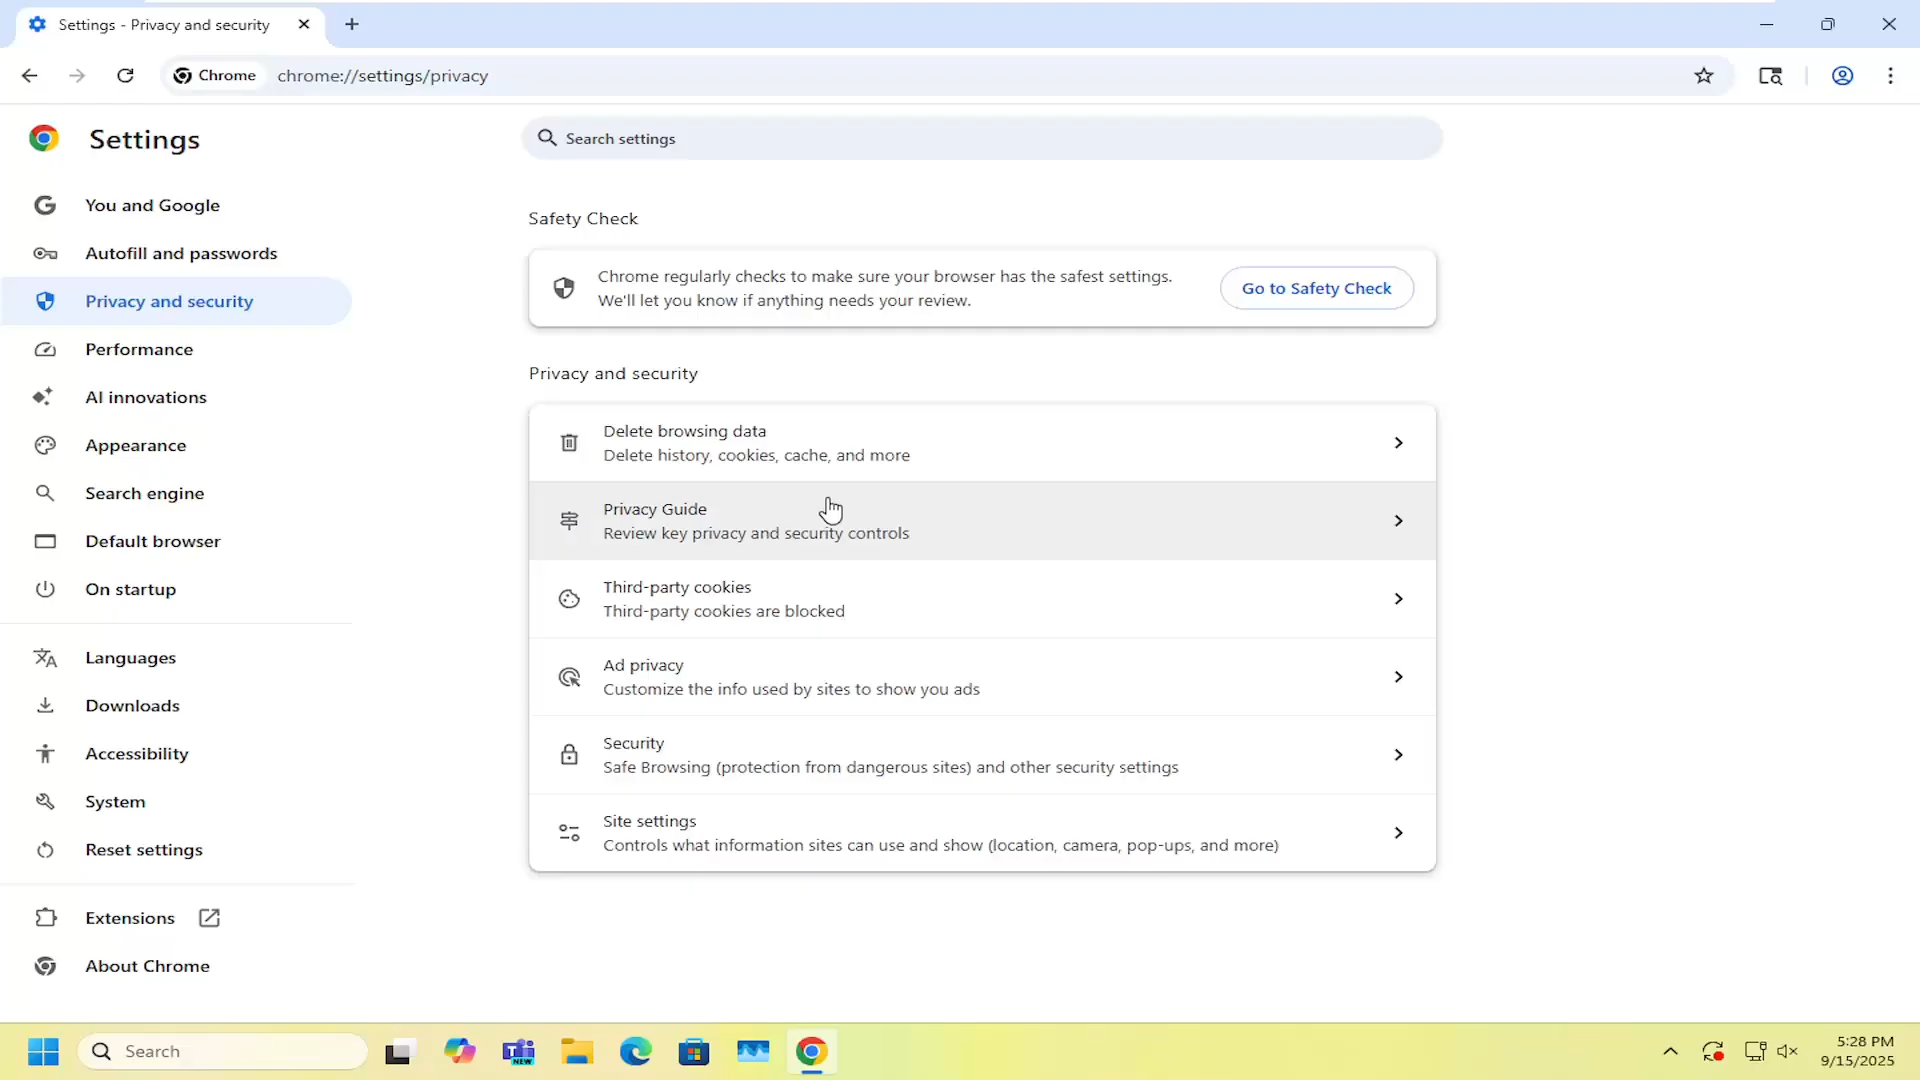 Settings - Privacy and security
Chrome chrome://settings/privacy
Settings
Search settings
You and Google
Autofill and passwords
Privacy and security
Performance
AI innovations
Appearance
Search engine
Default browser
On startup
Languages
Downloads
Accessibility
System
Reset settings
Extensions
About Chrome
Safety Check
Chrome regularly checks to make sure your browser has the safest settings.
We'll let you know if anything needs your review.
Go to Safety Check
Privacy and security
Delete browsing data
Delete history, cookies, cache, and more
Privacy Guide
Review key privacy and security controls
Third-party cookies
Third-party cookies are blocked
Ad privacy
Customize the info used by sites to show you ads
Security
Safe Browsing (protection from dangerous sites) and other security settings
Site settings
Controls what information sites can use and show (location, camera, pop-ups, and more)
Search
NEW
5:28 PM
9/15/2025